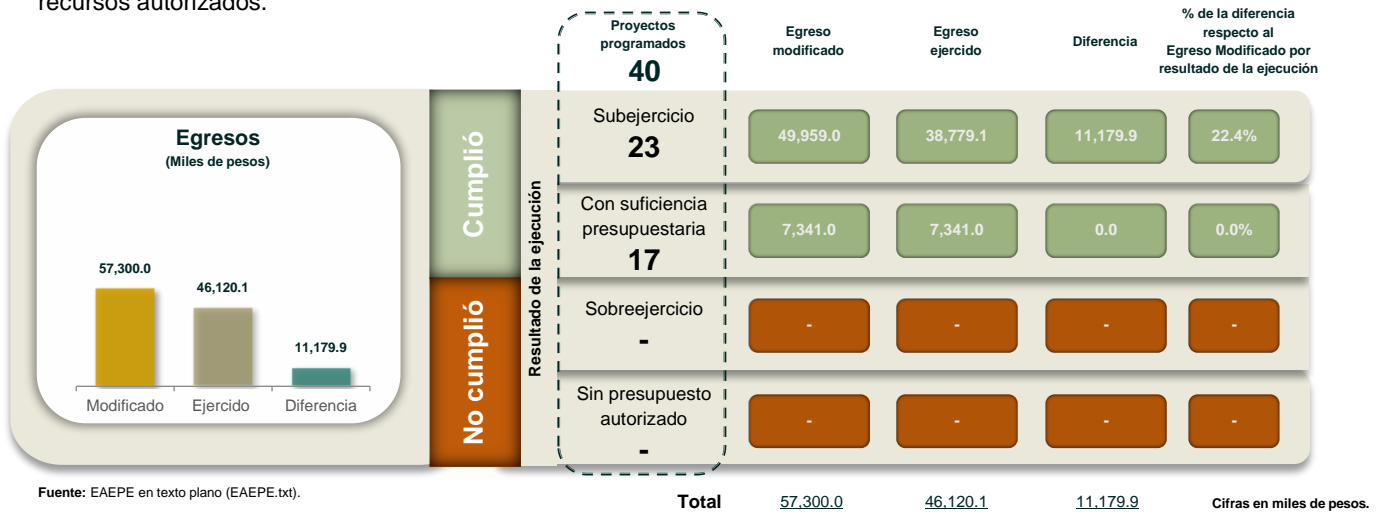 recursos autorizados.
Proyectos
programados
40
Egreso
modificado
Egreso
ejercido
Diferencia
% de la diferencia
respecto al
Egreso Modificado por
resultado de la ejecución
Egresos
(Miles de pesos)
57,300.0
46,120.1
11,179.9
Modificado Ejercido Diferencia
Cumplió
No cumplió
Resultado de la ejecución
Subejercicio
23
49,959.0 38,779.1 11,179.9 22.4%
Con suficiencia
presupuestaria
17
7,341.0 7,341.0 0.0 0.0%
Sobreejercicio
-
- - - -
Sin presupuesto
autorizado
-
- - - -
Fuente: EAEPE en texto plano (EAEPE.txt).
Total 57,300.0 46,120.1 11,179.9 Cifras en miles de pesos.